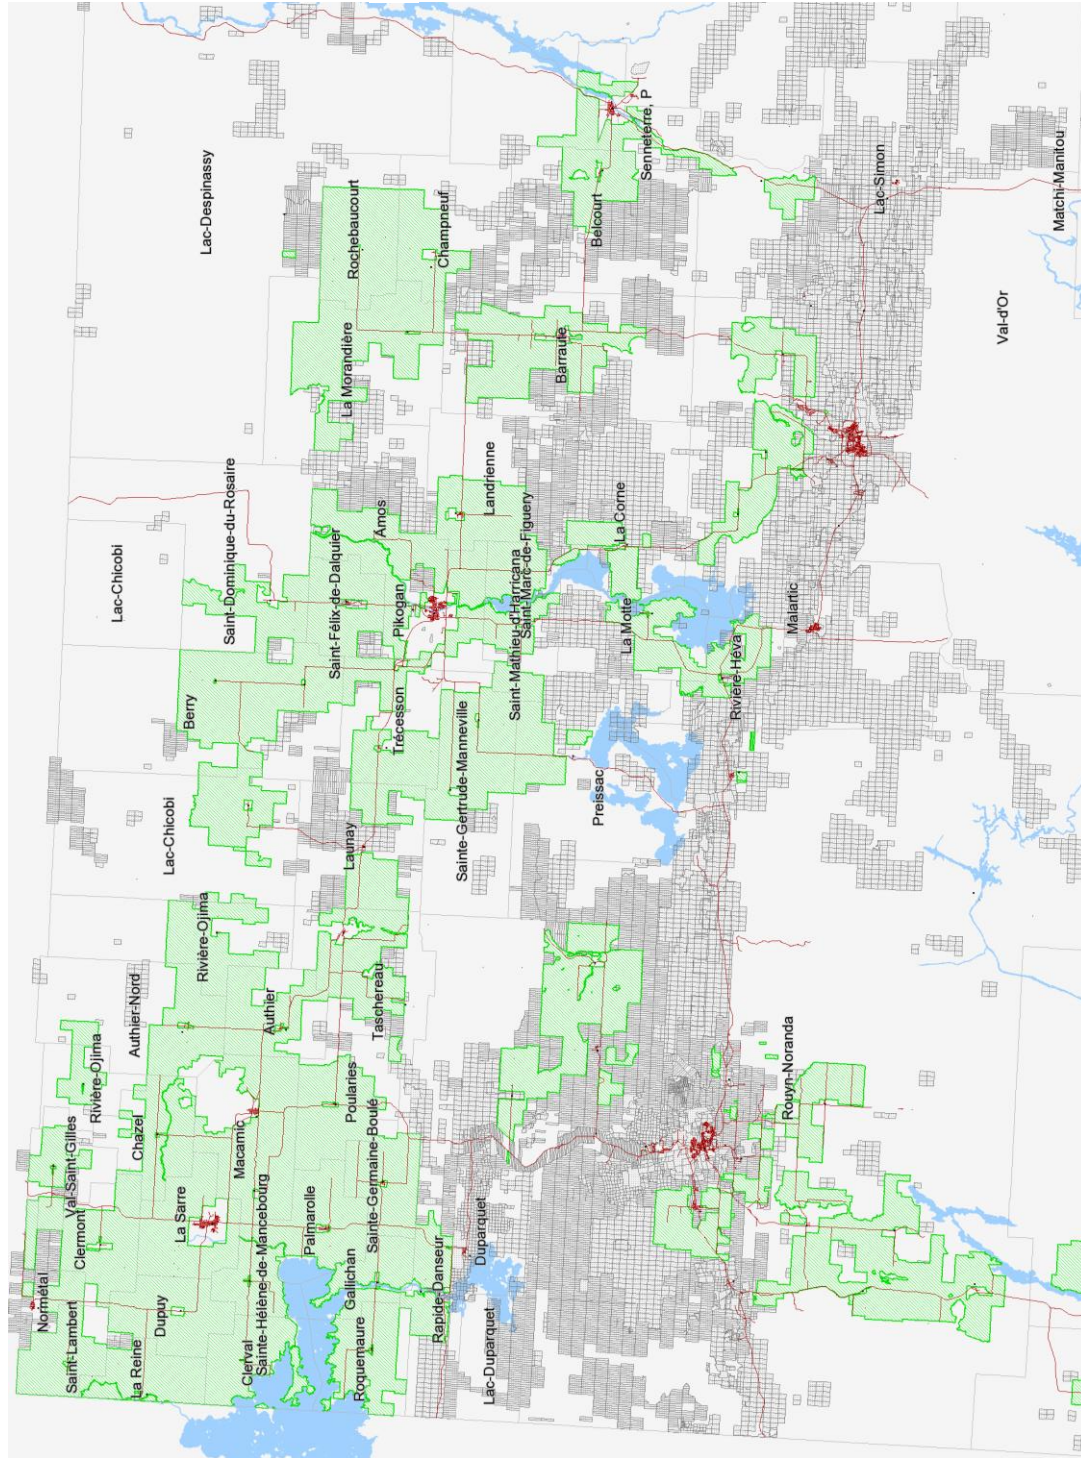 Normétal
Saint-Lambert
Clermont
Val-Saint-Gilles
Rivière-Ojima
Lac-Chicobi
La Reine
Chazel
Authier-Nord
Dupuy
Lac-Chicobi
La Sarre
Berry
Rivière-Ojima
Lac-Despinassy
Saint-Dominique-du-Rosaire
Macamic
Clerval
Sainte-Hélène-de-Mancebourg
Authier
Palmarolle
Saint-Félix-de-Dalquier
Gallichan
Poularies
Launay
La Morandière
Rochebaucourt
Roquemaure
Sainte-Germaine-Boulé
Taschereau
Amos
Trécesson
Pikogan
Rapide-Danseur
Champneuf
Sainte-Gertrude-Manneville
Duparquet
Landrienne
Lac-Duparquet
Saint-Mathieu-d'Harricana
Saint-Marc-de-Figuery
Barraute
Preissac
Belcourt
La Motte
La Corne
Senneterre, P
Rivière-Héva
Rouyn-Noranda
Malartic
Lac-Simon
Val-d'Or
Matchi-Manitou